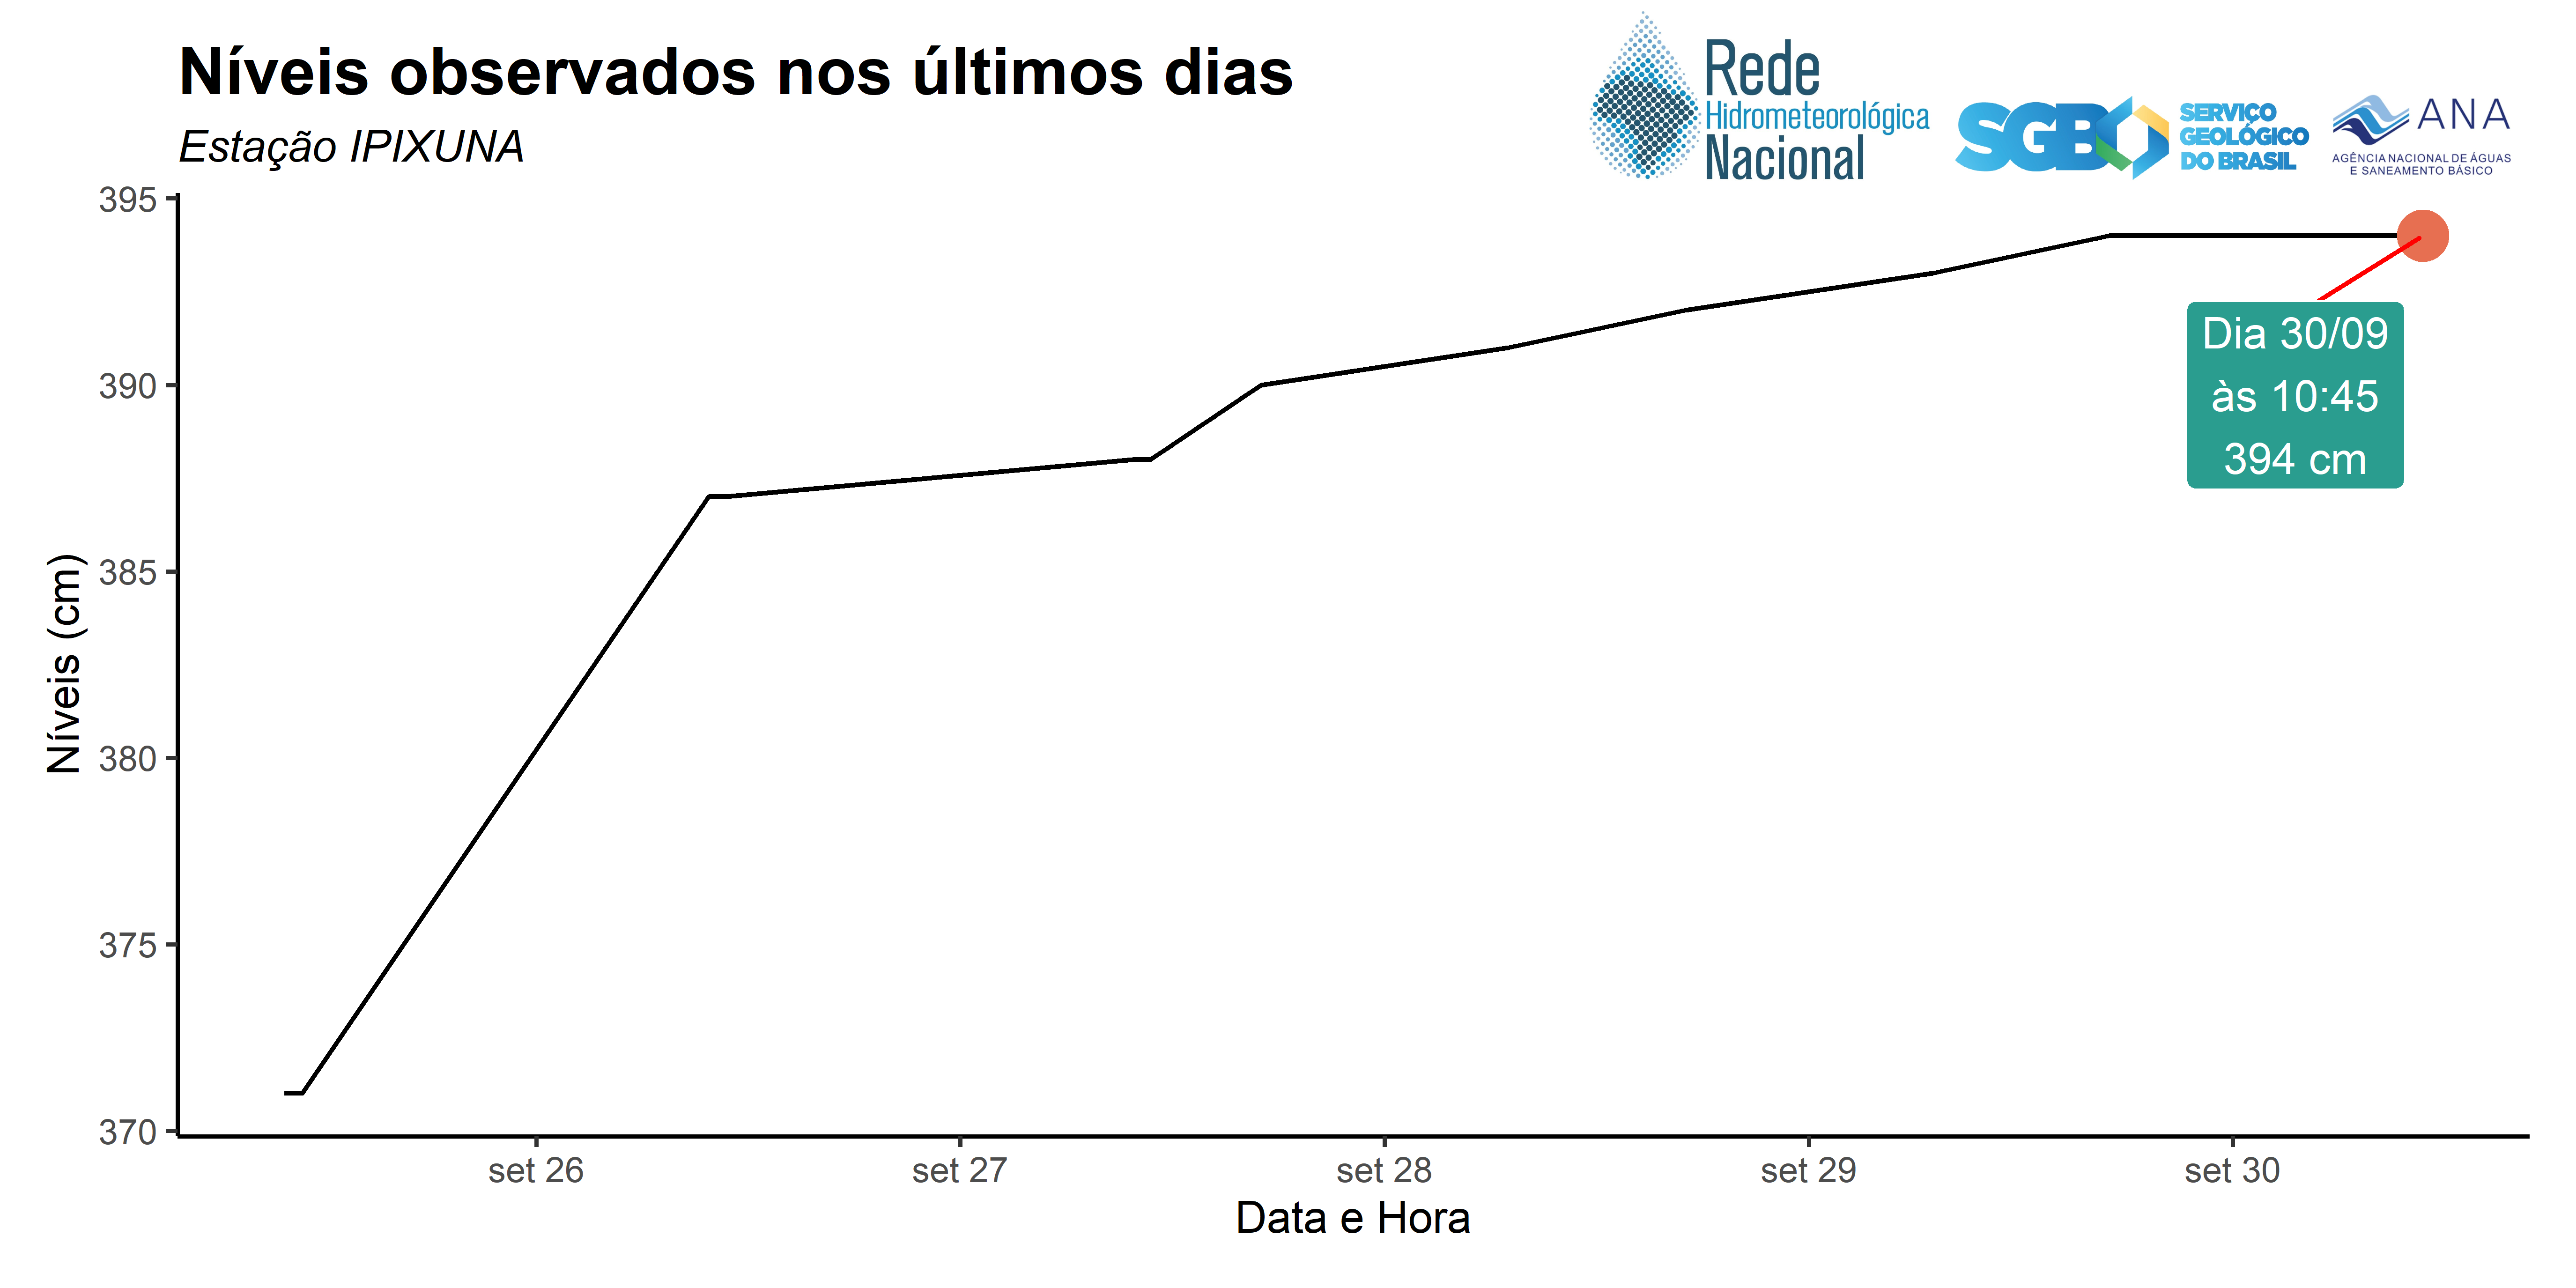 Níveis observados nos últimos dias
Estação IPIXUNA
Rede
Hidrometeorológica
Nacional
SGB
SERVIÇO
GEOLÓGICO
DO BRASIL
ANA
AGÊNCIA NACIONAL DE ÁGUAS
E SANEAMENTO BÁSICO
395
390
385
380
375
370
Níveis (cm)
Dia 30/09
às 10:45
394 cm
set 26
set 27
set 28
set 29
set 30
Data e Hora